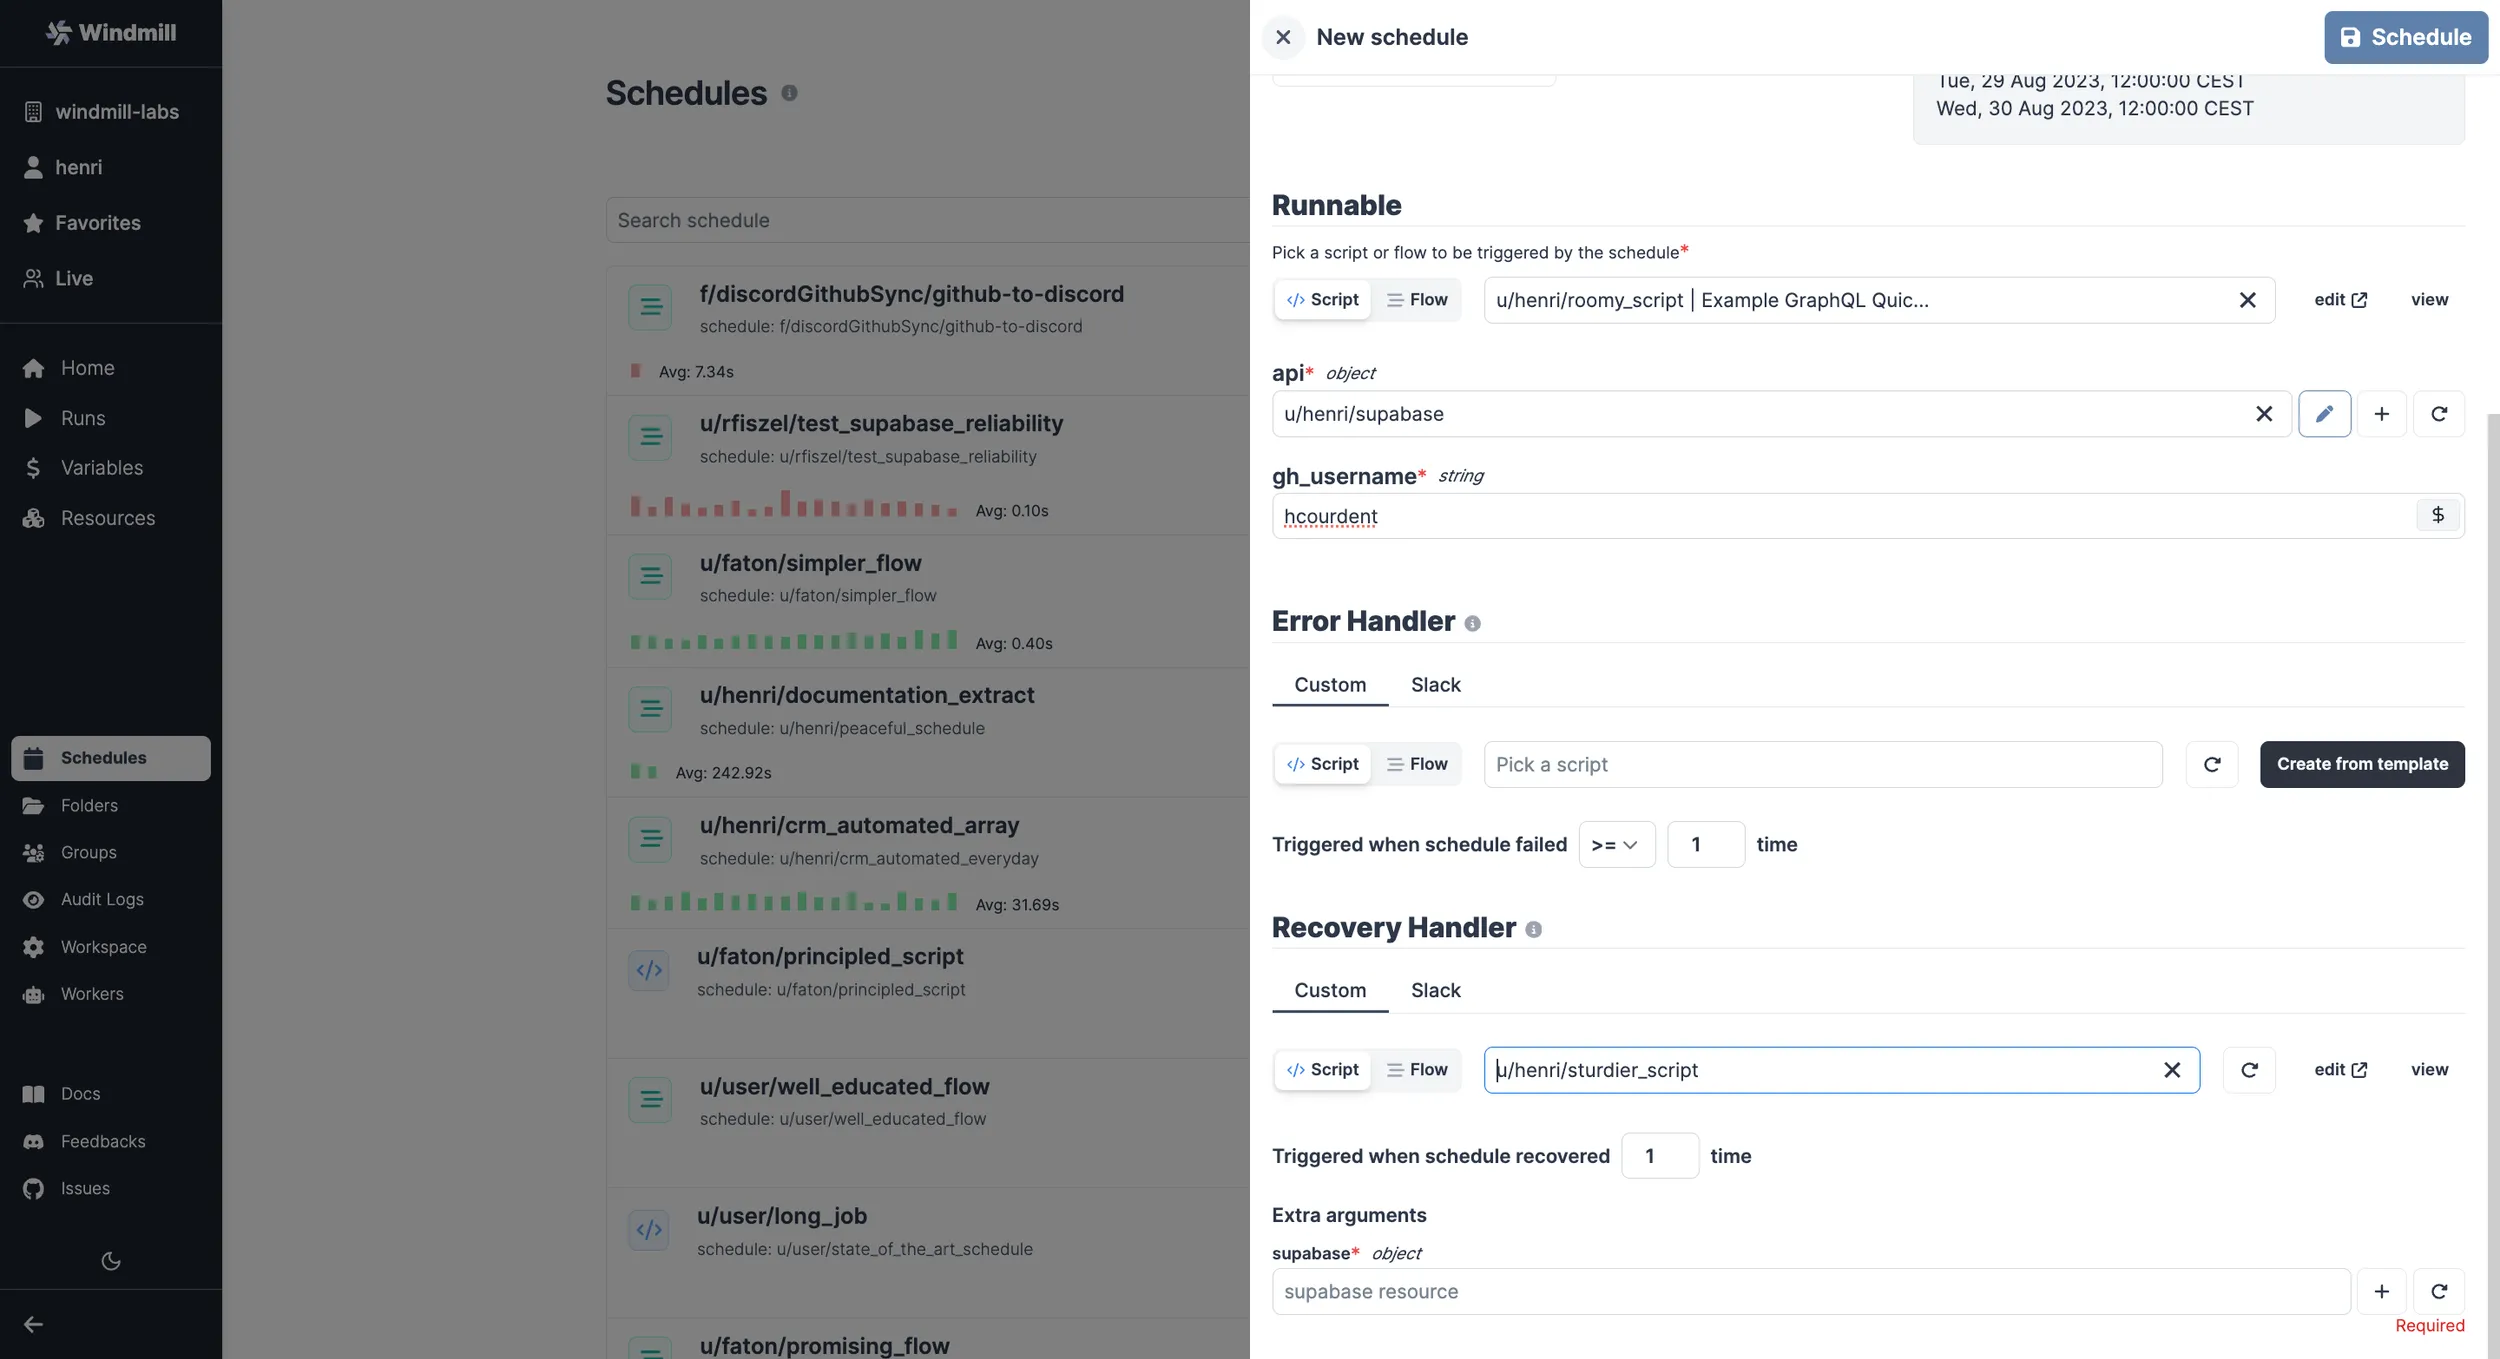 Windmill
windmill-labs
henri
Favorites
Live
Home
Runs
Variables
Resources
Schedules
Folders
Groups
Audit Logs
Workspace
Workers
Docs
Feedbacks
Issues
Schedules
Search schedule
f/discordGithubSync/github-to-discord
schedule: f/discordGithubSync/github-to-discord
Avg: 7.34s
u/rfiszel/test_supabase_reliability
schedule: u/rfiszel/test_supabase_reliability
Avg: 0.10s
u/faton/simpler_flow
schedule: u/faton/simpler_flow
Avg: 0.40s
u/henri/documentation_extract
schedule: u/henri/peaceful_schedule
Avg: 242.92s
u/henri/crm_automated_array
schedule: u/henri/crm_automated_everyday
Avg: 31.69s
u/faton/principled_script
schedule: u/faton/principled_script
u/user/well_educated_flow
schedule: u/user/well_educated_flow
u/user/long_job
schedule: u/user/state_of_the_art_schedule
u/faton/promising_flow
New schedule
Schedule
Tue, 29 Aug 2023, 12:00:00 CEST
Wed, 30 Aug 2023, 12:00:00 CEST
Runnable
Pick a script or flow to be triggered by the schedule*
</> Script Flow u/henri/roomy_script | Example GraphQL Quic... edit view
api* object
u/henri/supabase
gh_username* string
hcourdent $
Error Handler
Custom Slack
</> Script Flow Pick a script Create from template
Triggered when schedule failed >= 1 time
Recovery Handler
Custom Slack
</> Script Flow u/henri/sturdier_script edit view
Triggered when schedule recovered 1 time
Extra arguments
supabase* object
supabase resource
Required